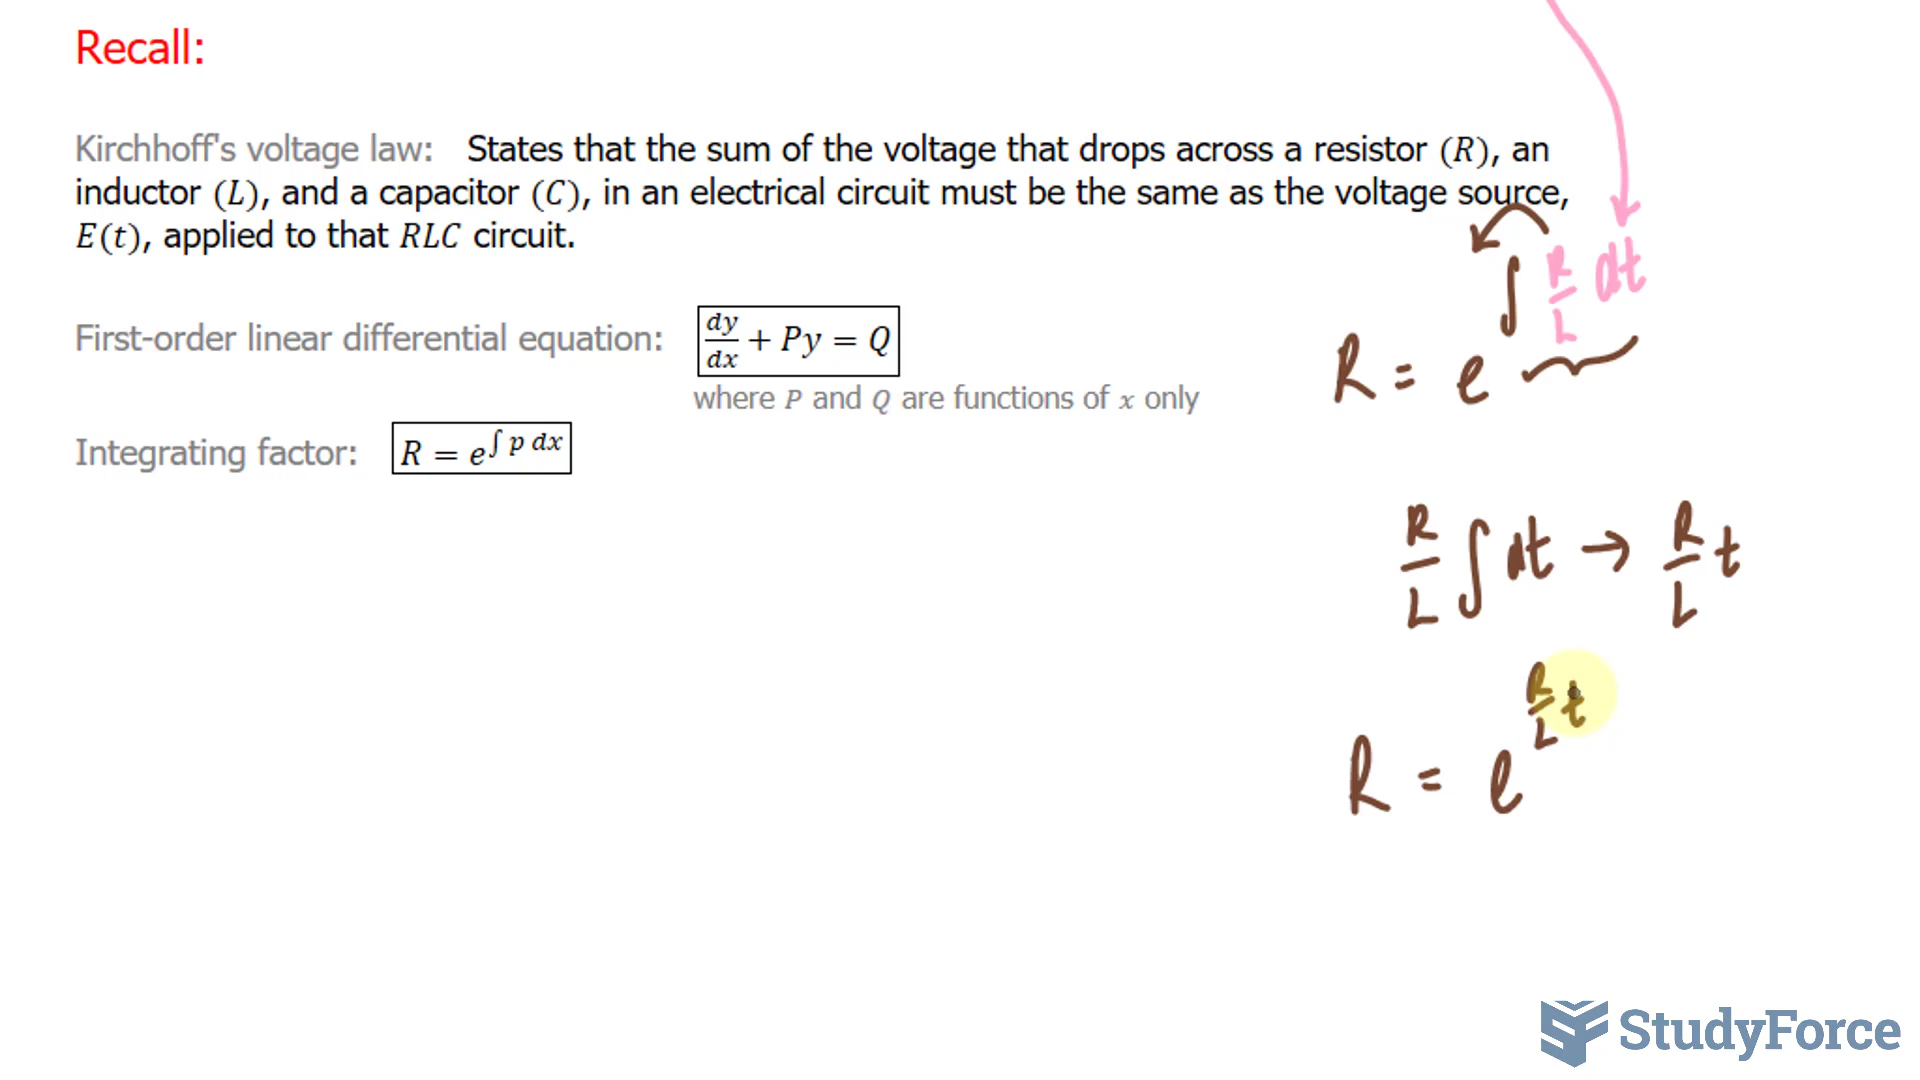 Recall:
Kirchhoff's voltage law: States that the sum of the voltage that drops across a resistor (R), an
inductor (L), and a capacitor (C), in an electrical circuit must be the same as the voltage source,
E(t), applied to that RLC circuit.
First-order linear differential equation: dy/dx + Py = Q
where P and Q are functions of x only
Integrating factor: R = e^∫ p dx
R = e^∫ R/L dt
R/L ∫ dt → R/L t
R = e^R/L t
StudyForce